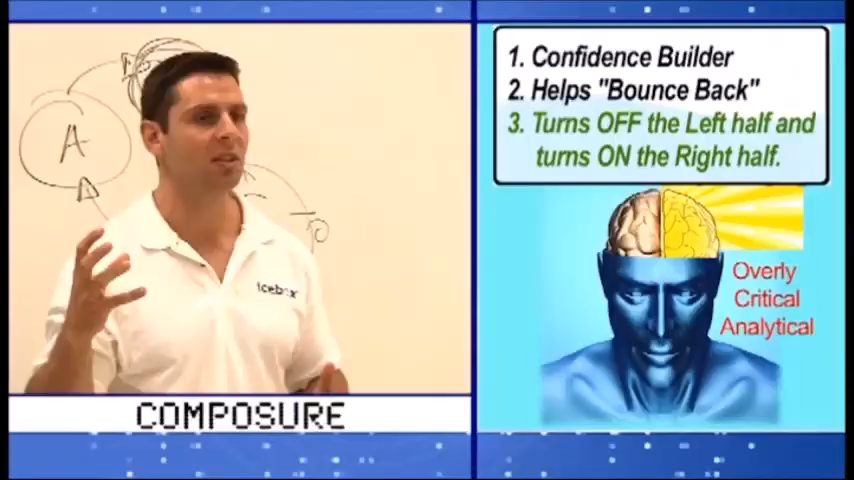 A
icebox
COMPOSURE
1. Confidence Builder
2. Helps "Bounce Back"
3. Turns OFF the Left half and
turns ON the Right half.
Overly
Critical
Analytical